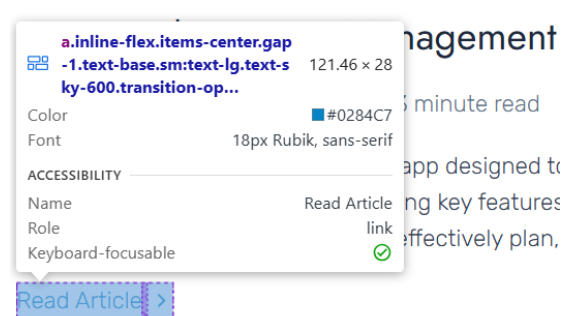 nagement
a.inline-flex.items-center.gap
-1.text-base.sm:text-lg.text-s
ky-600.transition-op...
121.46 × 28
Color #0284C7
minute read
Font 18px Rubik, sans-serif
ACCESSIBILITY
app designed to
Name Read Article
ng key features
Role link
Keyboard-focusable
effectively plan,
Read Article